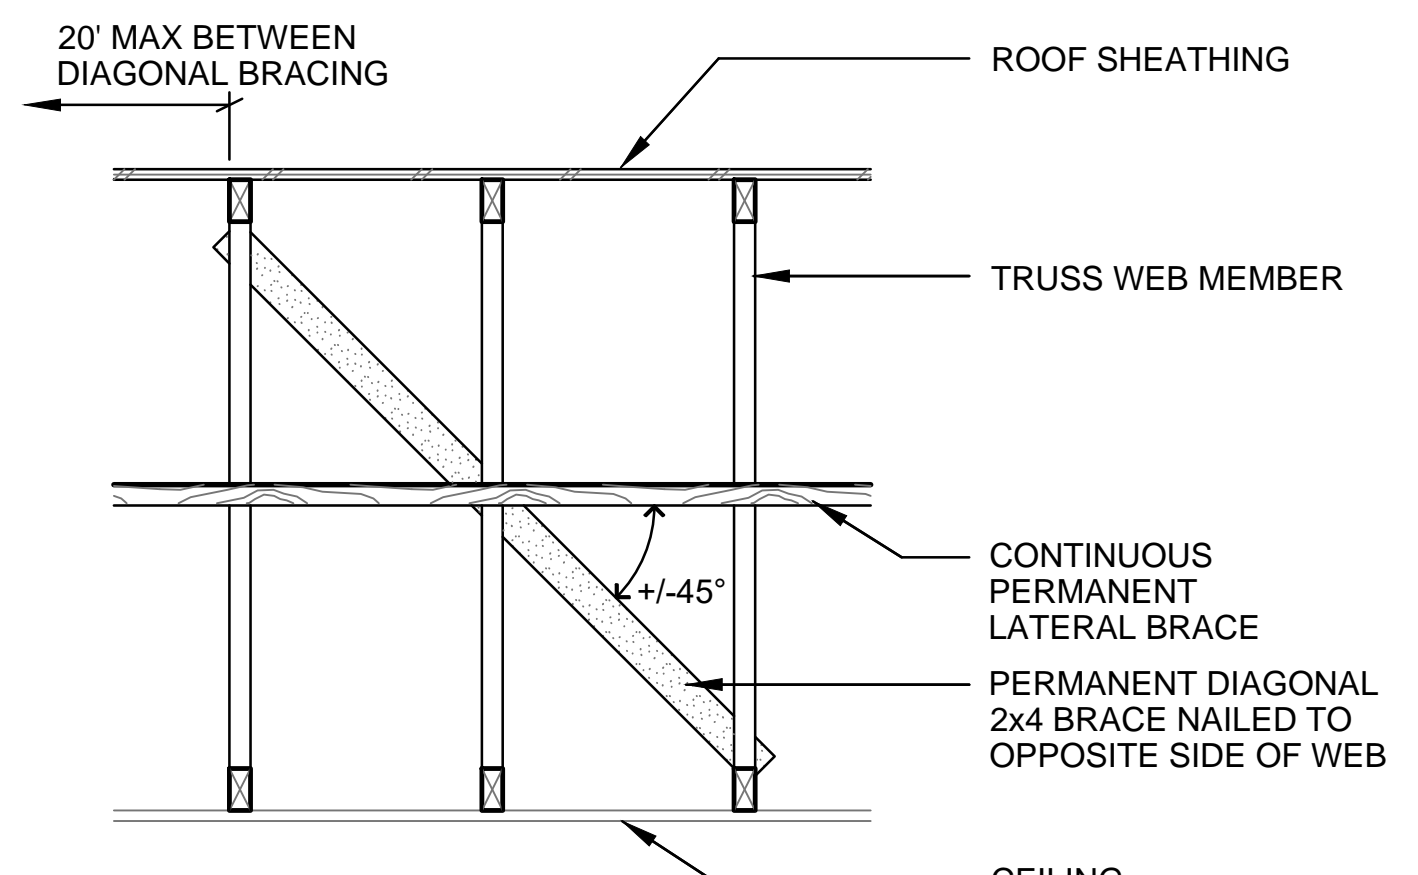 20' MAX BETWEEN
DIAGONAL BRACING
ROOF SHEATHING
TRUSS WEB MEMBER
CONTINUOUS
PERMANENT
LATERAL BRACE
+/-45°
PERMANENT DIAGONAL
2x4 BRACE NAILED TO
OPPOSITE SIDE OF WEB
CEILING